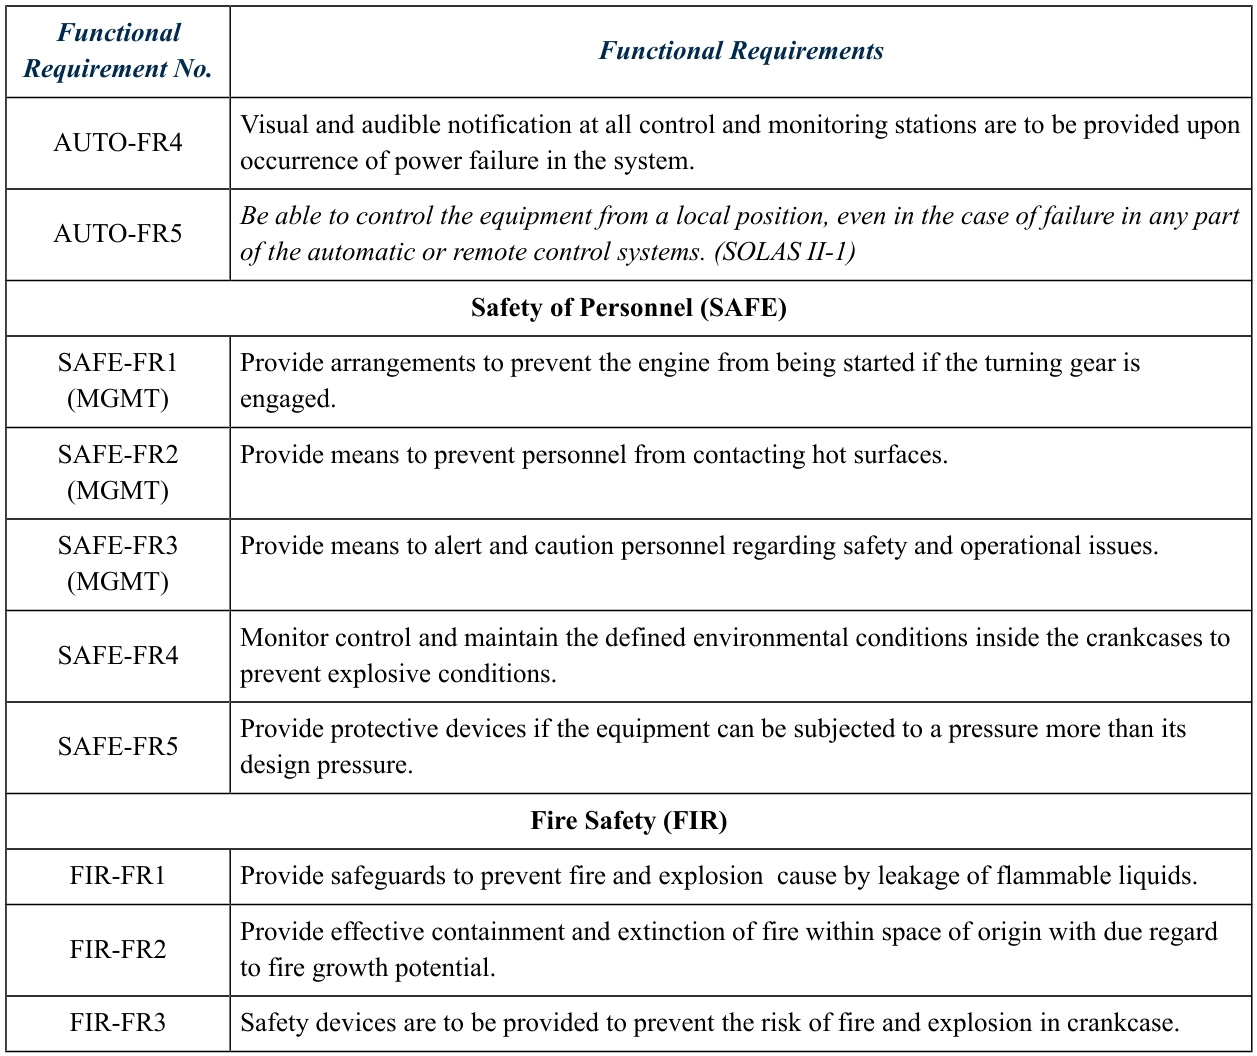 Functional
Requirement No.
Functional Requirements
AUTO-FR4
Visual and audible notification at all control and monitoring stations are to be provided upon
occurrence of power failure in the system.
AUTO-FR5
Be able to control the equipment from a local position, even in the case of failure in any part
of the automatic or remote control systems. (SOLAS II-1)
Safety of Personnel (SAFE)
SAFE-FR1
(MGMT)
Provide arrangements to prevent the engine from being started if the turning gear is
engaged.
SAFE-FR2
(MGMT)
Provide means to prevent personnel from contacting hot surfaces.
SAFE-FR3
(MGMT)
Provide means to alert and caution personnel regarding safety and operational issues.
SAFE-FR4
Monitor control and maintain the defined environmental conditions inside the crankcases to
prevent explosive conditions.
SAFE-FR5
Provide protective devices if the equipment can be subjected to a pressure more than its
design pressure.
Fire Safety (FIR)
FIR-FR1
Provide safeguards to prevent fire and explosion  cause by leakage of flammable liquids.
FIR-FR2
Provide effective containment and extinction of fire within space of origin with due regard
to fire growth potential.
FIR-FR3
Safety devices are to be provided to prevent the risk of fire and explosion in crankcase.